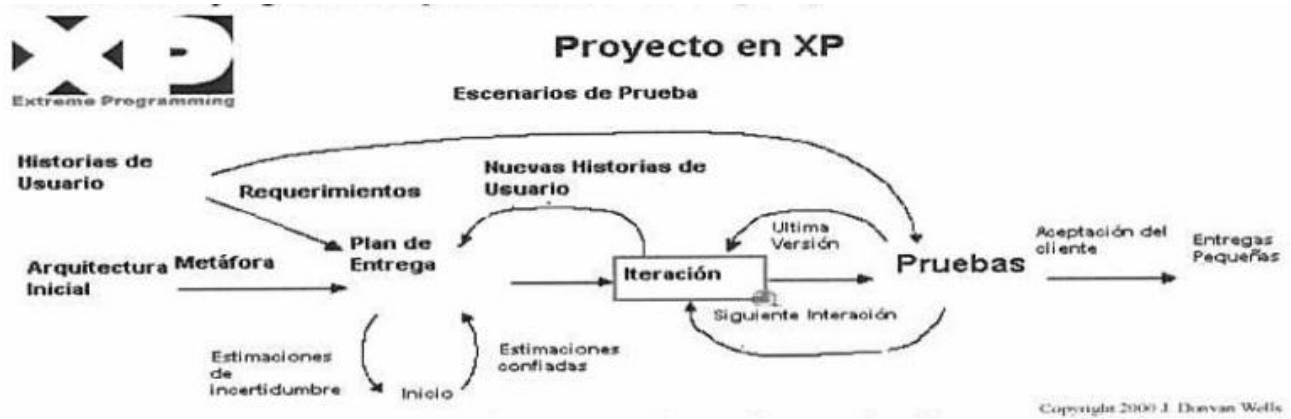 XP
Extreme Programming
Proyecto en XP
Escenarios de Prueba
Historias de
Usuario
Requerimientos
Nuevas Historias de
Usuario
Arquitectura
Inicial
Metáfora
Plan de
Entrega
Iteración
Ultima
Versión
Pruebas
Aceptación del
cliente
Entregas
Pequeñas
Siguiente Interación
Estimaciones
de
incertidumbre
Inicio
Estimaciones
confiadas
Copyright 2000 J. Donvan Wells